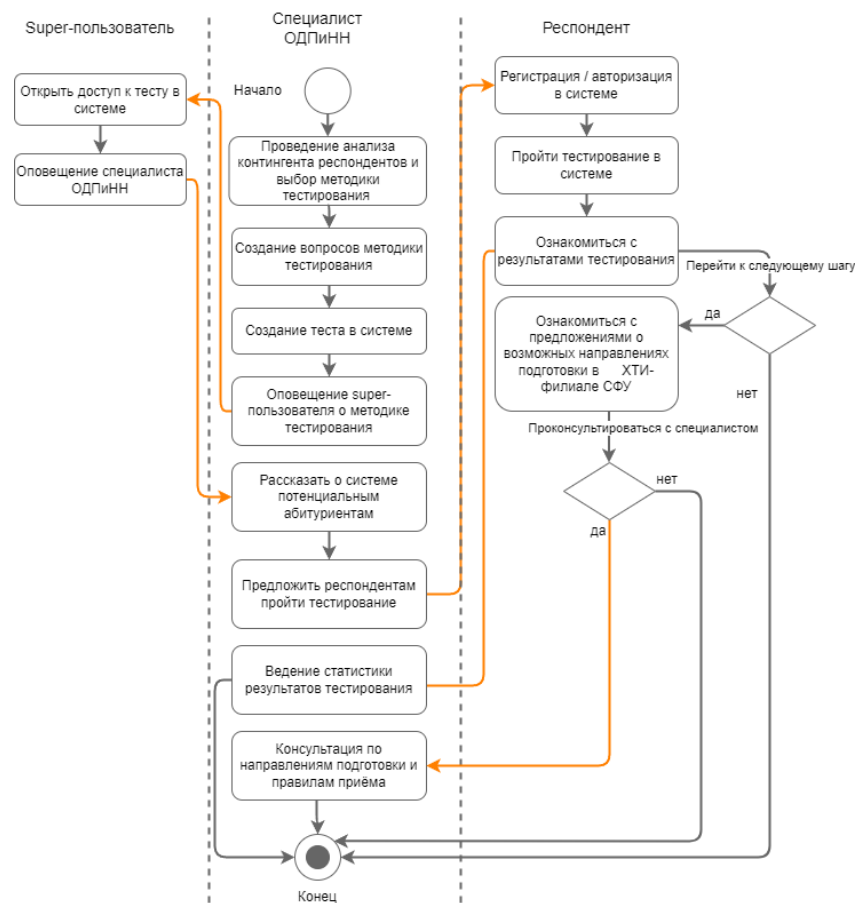 Super-пользователь
Специалист
ОДПиНН
Респондент
Открыть доступ к тесту в
системе
Оповещение специалиста
ОДПиНН
Начало
Проведение анализа
контингента респондентов и
выбор методики
тестирования
Создание вопросов методики
тестирования
Создание теста в системе
Оповещение super-
пользователя о методике
тестирования
Рассказать о системе
потенциальным
абитуриентам
Предложить респондентам
пройти тестирование
Ведение статистики
результатов тестирования
Консультация по
направлениям подготовки и
правилам приёма
Конец
Регистрация / авторизация
в системе
Пройти тестирование в
системе
Ознакомиться с
результатами тестирования
Перейти к следующему шагу
да
нет
Ознакомиться с
предложениями о
возможных направлениях
подготовки в ХТИ-
филиале СФУ
Проконсультироваться с специалистом
нет
да